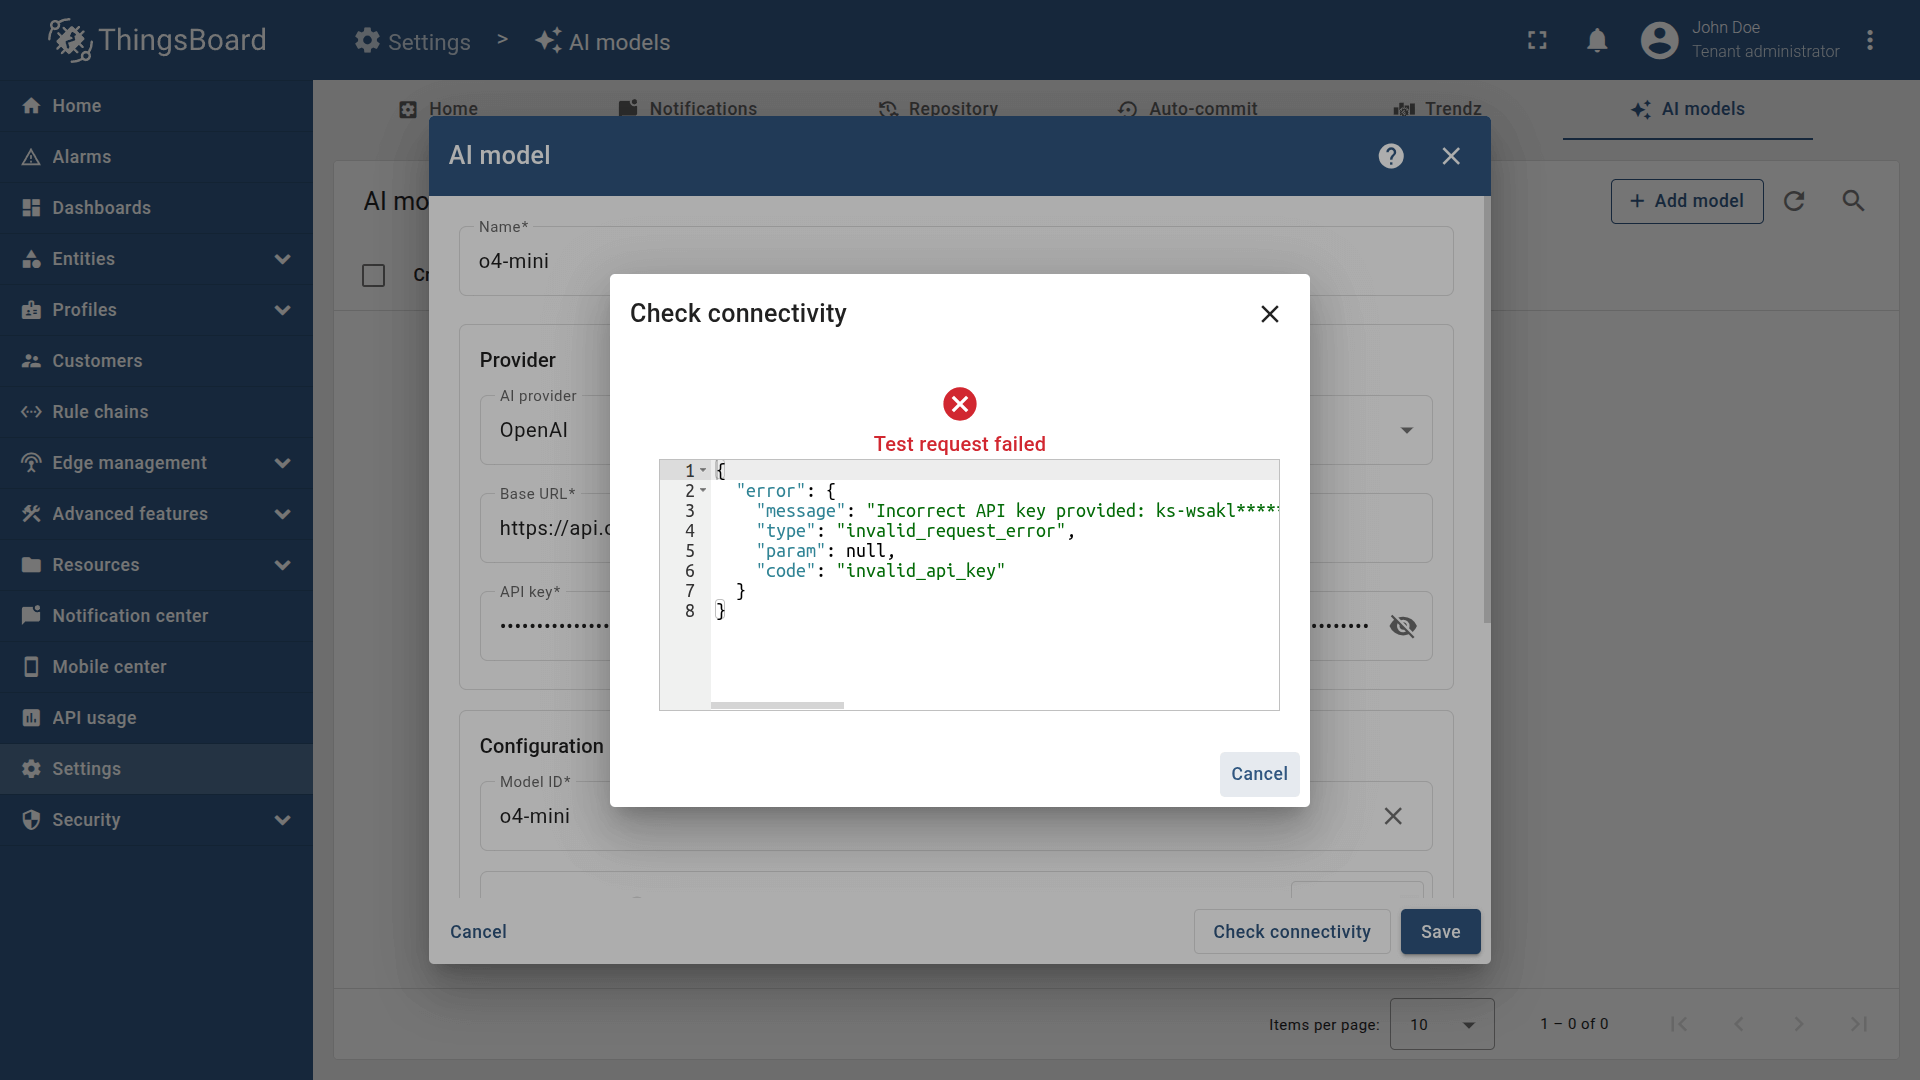 ThingsBoard
Settings > AI models
John Doe
Tenant administrator
Home
Alarms
Dashboards
Entities
Profiles
Customers
Rule chains
Edge management
Advanced features
Resources
Notification center
Mobile center
API usage
Settings
Security
Home
Notifications
Repository
Auto-commit
Trendz
AI models
AI mo
+ Add model
Cr
AI model
Name*
o4-mini
Provider
AI provider
OpenAI
Base URL*
https://api.o
API key*
Configuration
Model ID*
o4-mini
Cancel
Check connectivity
Save
Check connectivity
Test request failed
1 {
2 "error": {
3 "message": "Incorrect API key provided: ks-wsakl****
4 "type": "invalid_request_error",
5 "param": null,
6 "code": "invalid_api_key"
7 }
8 }
Cancel
Items per page: 10 1 – 0 of 0